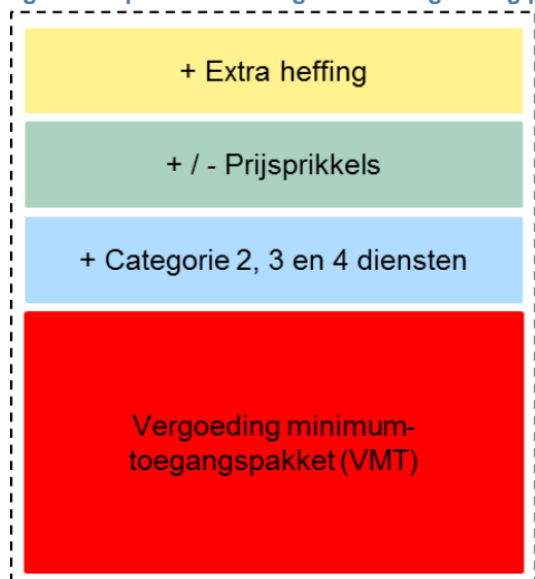 + Extra heffing
+ / - Prijsprikkels
+ Categorie 2, 3 en 4 diensten
Vergoeding minimum-
toegangspakket (VMT)